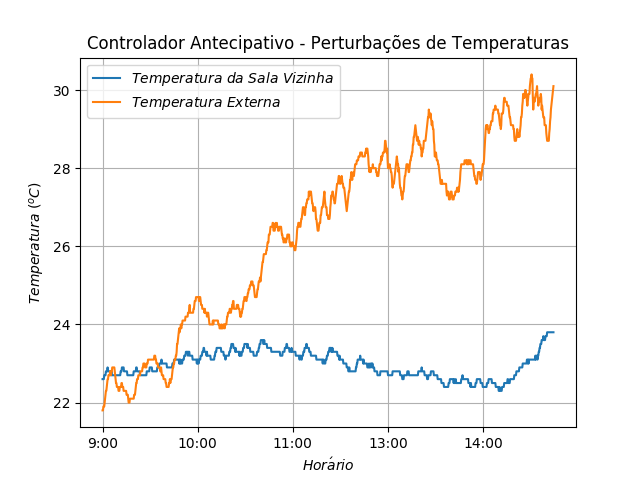 Controlador Antecipativo - Perturbações de Temperaturas
Temperatura da Sala Vizinha
Temperatura Externa
Temperatura (ºC)
30
28
26
24
22
9:00 10:00 11:00 13:00 14:00
Horário